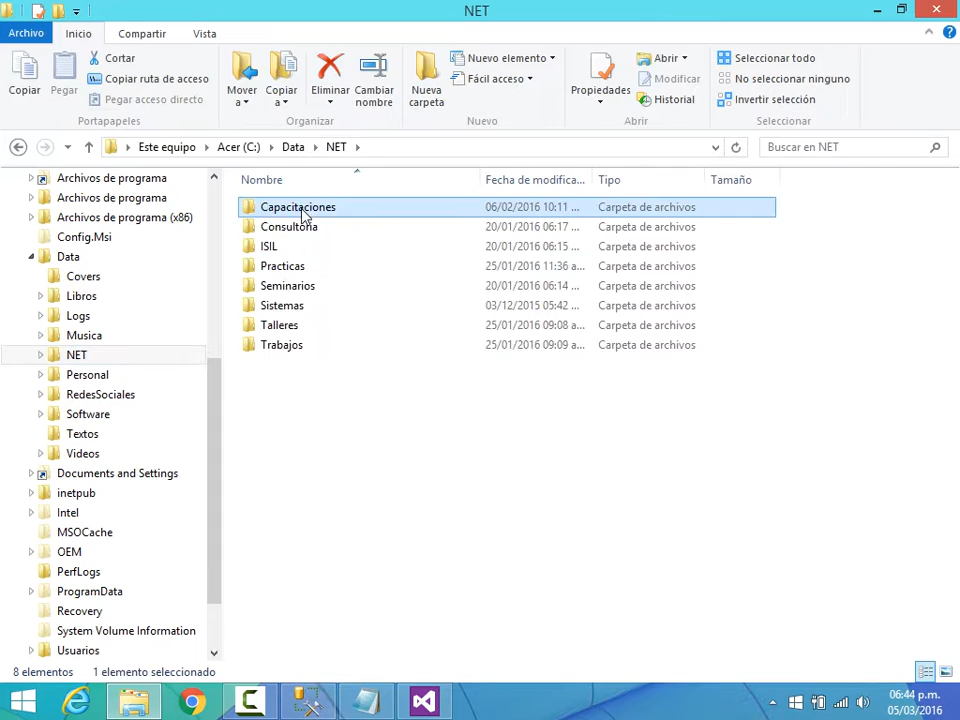 NET
Archivo Inicio Compartir Vista
Copiar
Pegar
Cortar
Copiar ruta de acceso
Pegar acceso directo
Portapapeles
Mover a
Copiar a
Eliminar
Cambiar nombre
Organizar
Nueva carpeta
Nuevo elemento
Fácil acceso
Nuevo
Propiedades
Abrir
Modificar
Historial
Abrir
Seleccionar todo
No seleccionar ninguno
Invertir selección
Seleccionar
Este equipo Acer (C:) Data NET
Buscar en NET
Archivos de programa
Archivos de programa
Archivos de programa (x86)
Config.Msi
Data
Covers
Libros
Logs
Musica
NET
Personal
RedesSociales
Software
Textos
Videos
Documents and Settings
inetpub
Intel
MSOCache
OEM
PerfLogs
ProgramData
Recovery
System Volume Information
Usuarios
Nombre Fecha de modifica... Tipo Tamaño
Capacitaciones 06/02/2016 10:11 ... Carpeta de archivos
Consultoria 20/01/2016 06:17 ... Carpeta de archivos
ISIL 20/01/2016 06:15 ... Carpeta de archivos
Practicas 25/01/2016 11:36 a... Carpeta de archivos
Seminarios 20/01/2016 06:14 ... Carpeta de archivos
Sistemas 03/12/2015 05:42 ... Carpeta de archivos
Talleres 25/01/2016 09:08 a... Carpeta de archivos
Trabajos 25/01/2016 09:09 a... Carpeta de archivos
8 elementos 1 elemento seleccionado
06:44 p.m.
05/03/2016